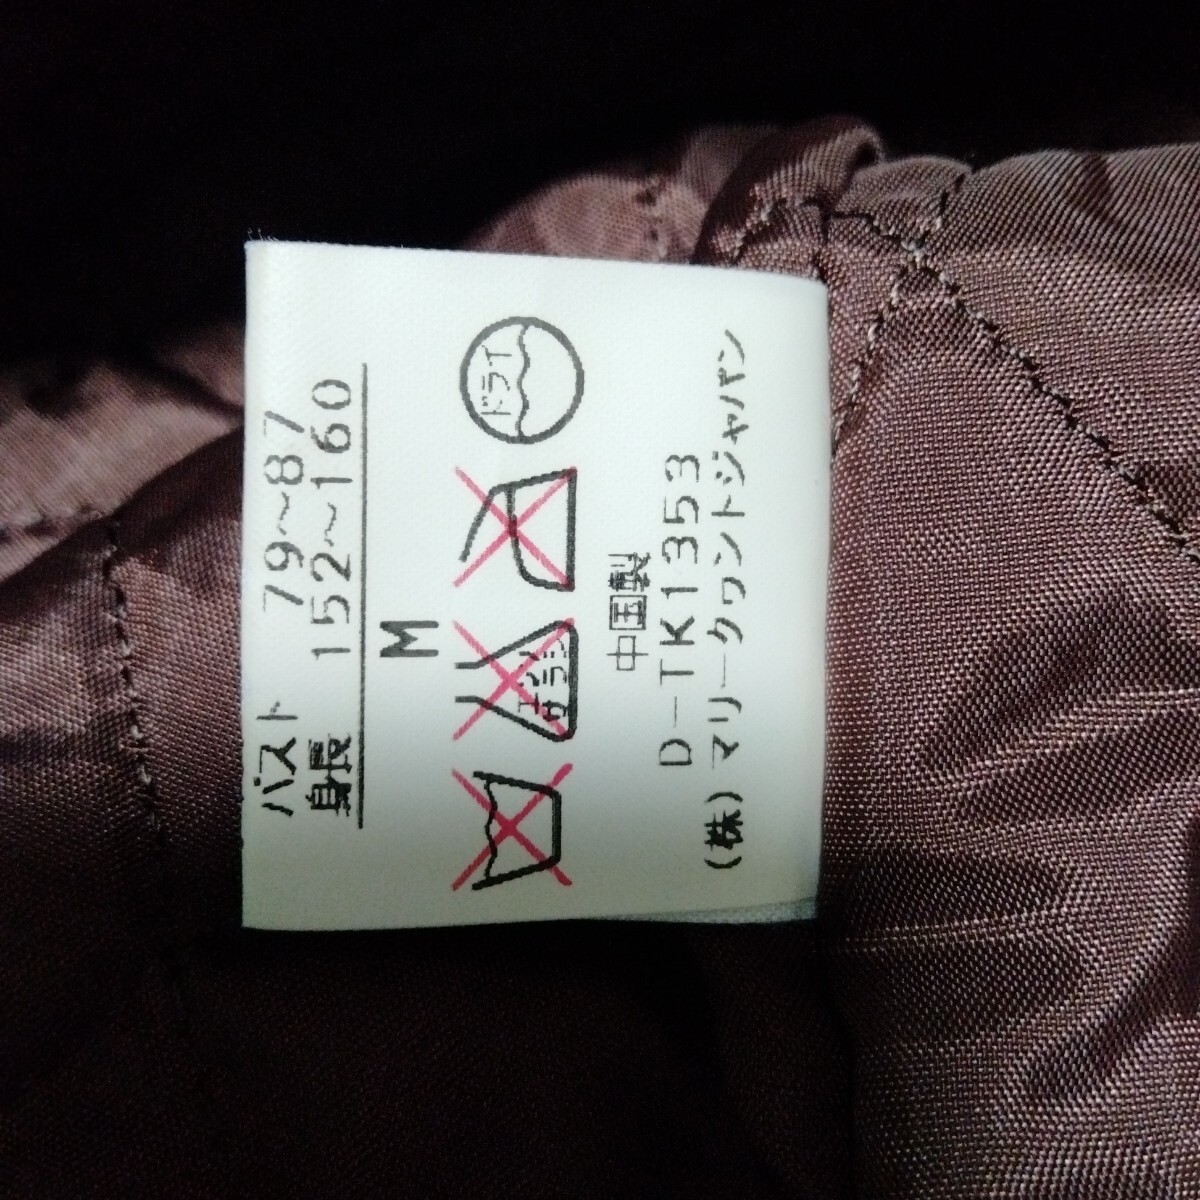 バスト 79～87
身長 152～160
M
エンソ
サラシ
ドライ
中国製
D－TK1353
(株)マリークヮントジャパン